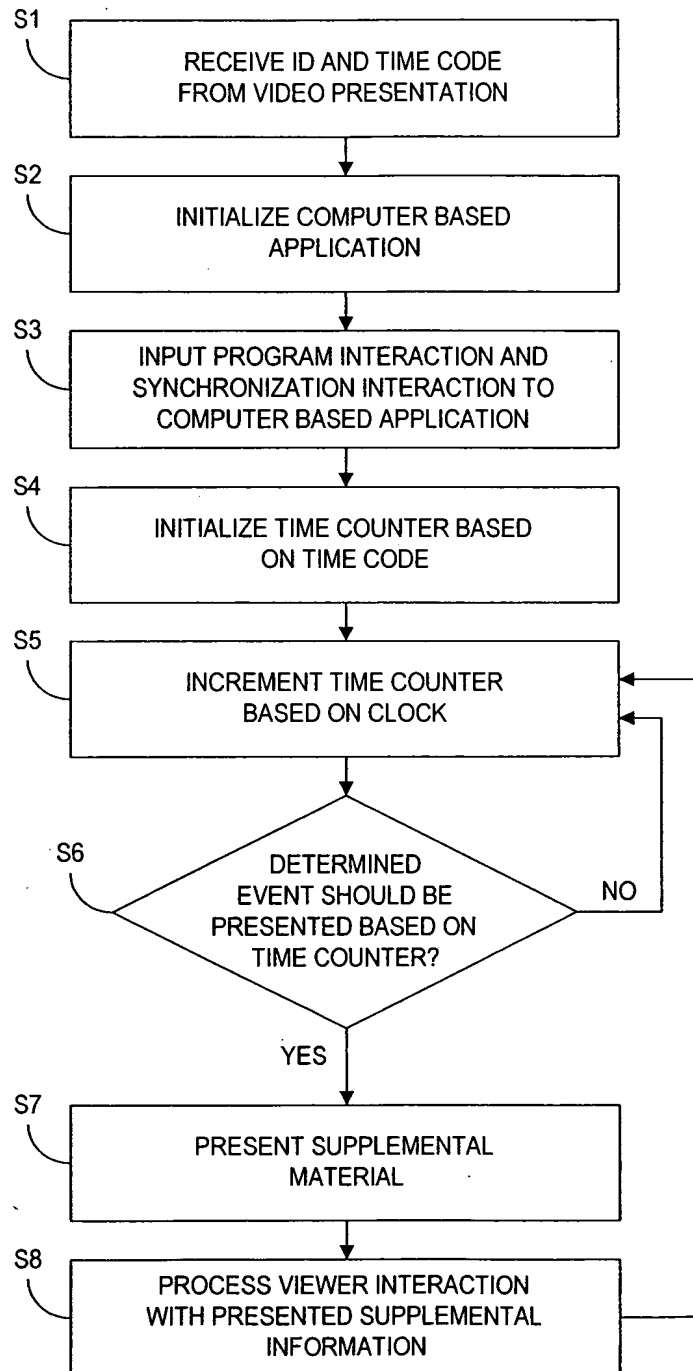 S1
RECEIVE ID AND TIME CODE
FROM VIDEO PRESENTATION
S2
INITIALIZE COMPUTER BASED
APPLICATION
S3
INPUT PROGRAM INTERACTION AND
SYNCHRONIZATION INTERACTION TO
COMPUTER BASED APPLICATION
S4
INITIALIZE TIME COUNTER BASED
ON TIME CODE
S5
INCREMENT TIME COUNTER
BASED ON CLOCK
S6
DETERMINED
EVENT SHOULD BE
PRESENTED BASED ON
TIME COUNTER?
NO
YES
S7
PRESENT SUPPLEMENTAL
MATERIAL
S8
PROCESS VIEWER INTERACTION
WITH PRESENTED SUPPLEMENTAL
INFORMATION